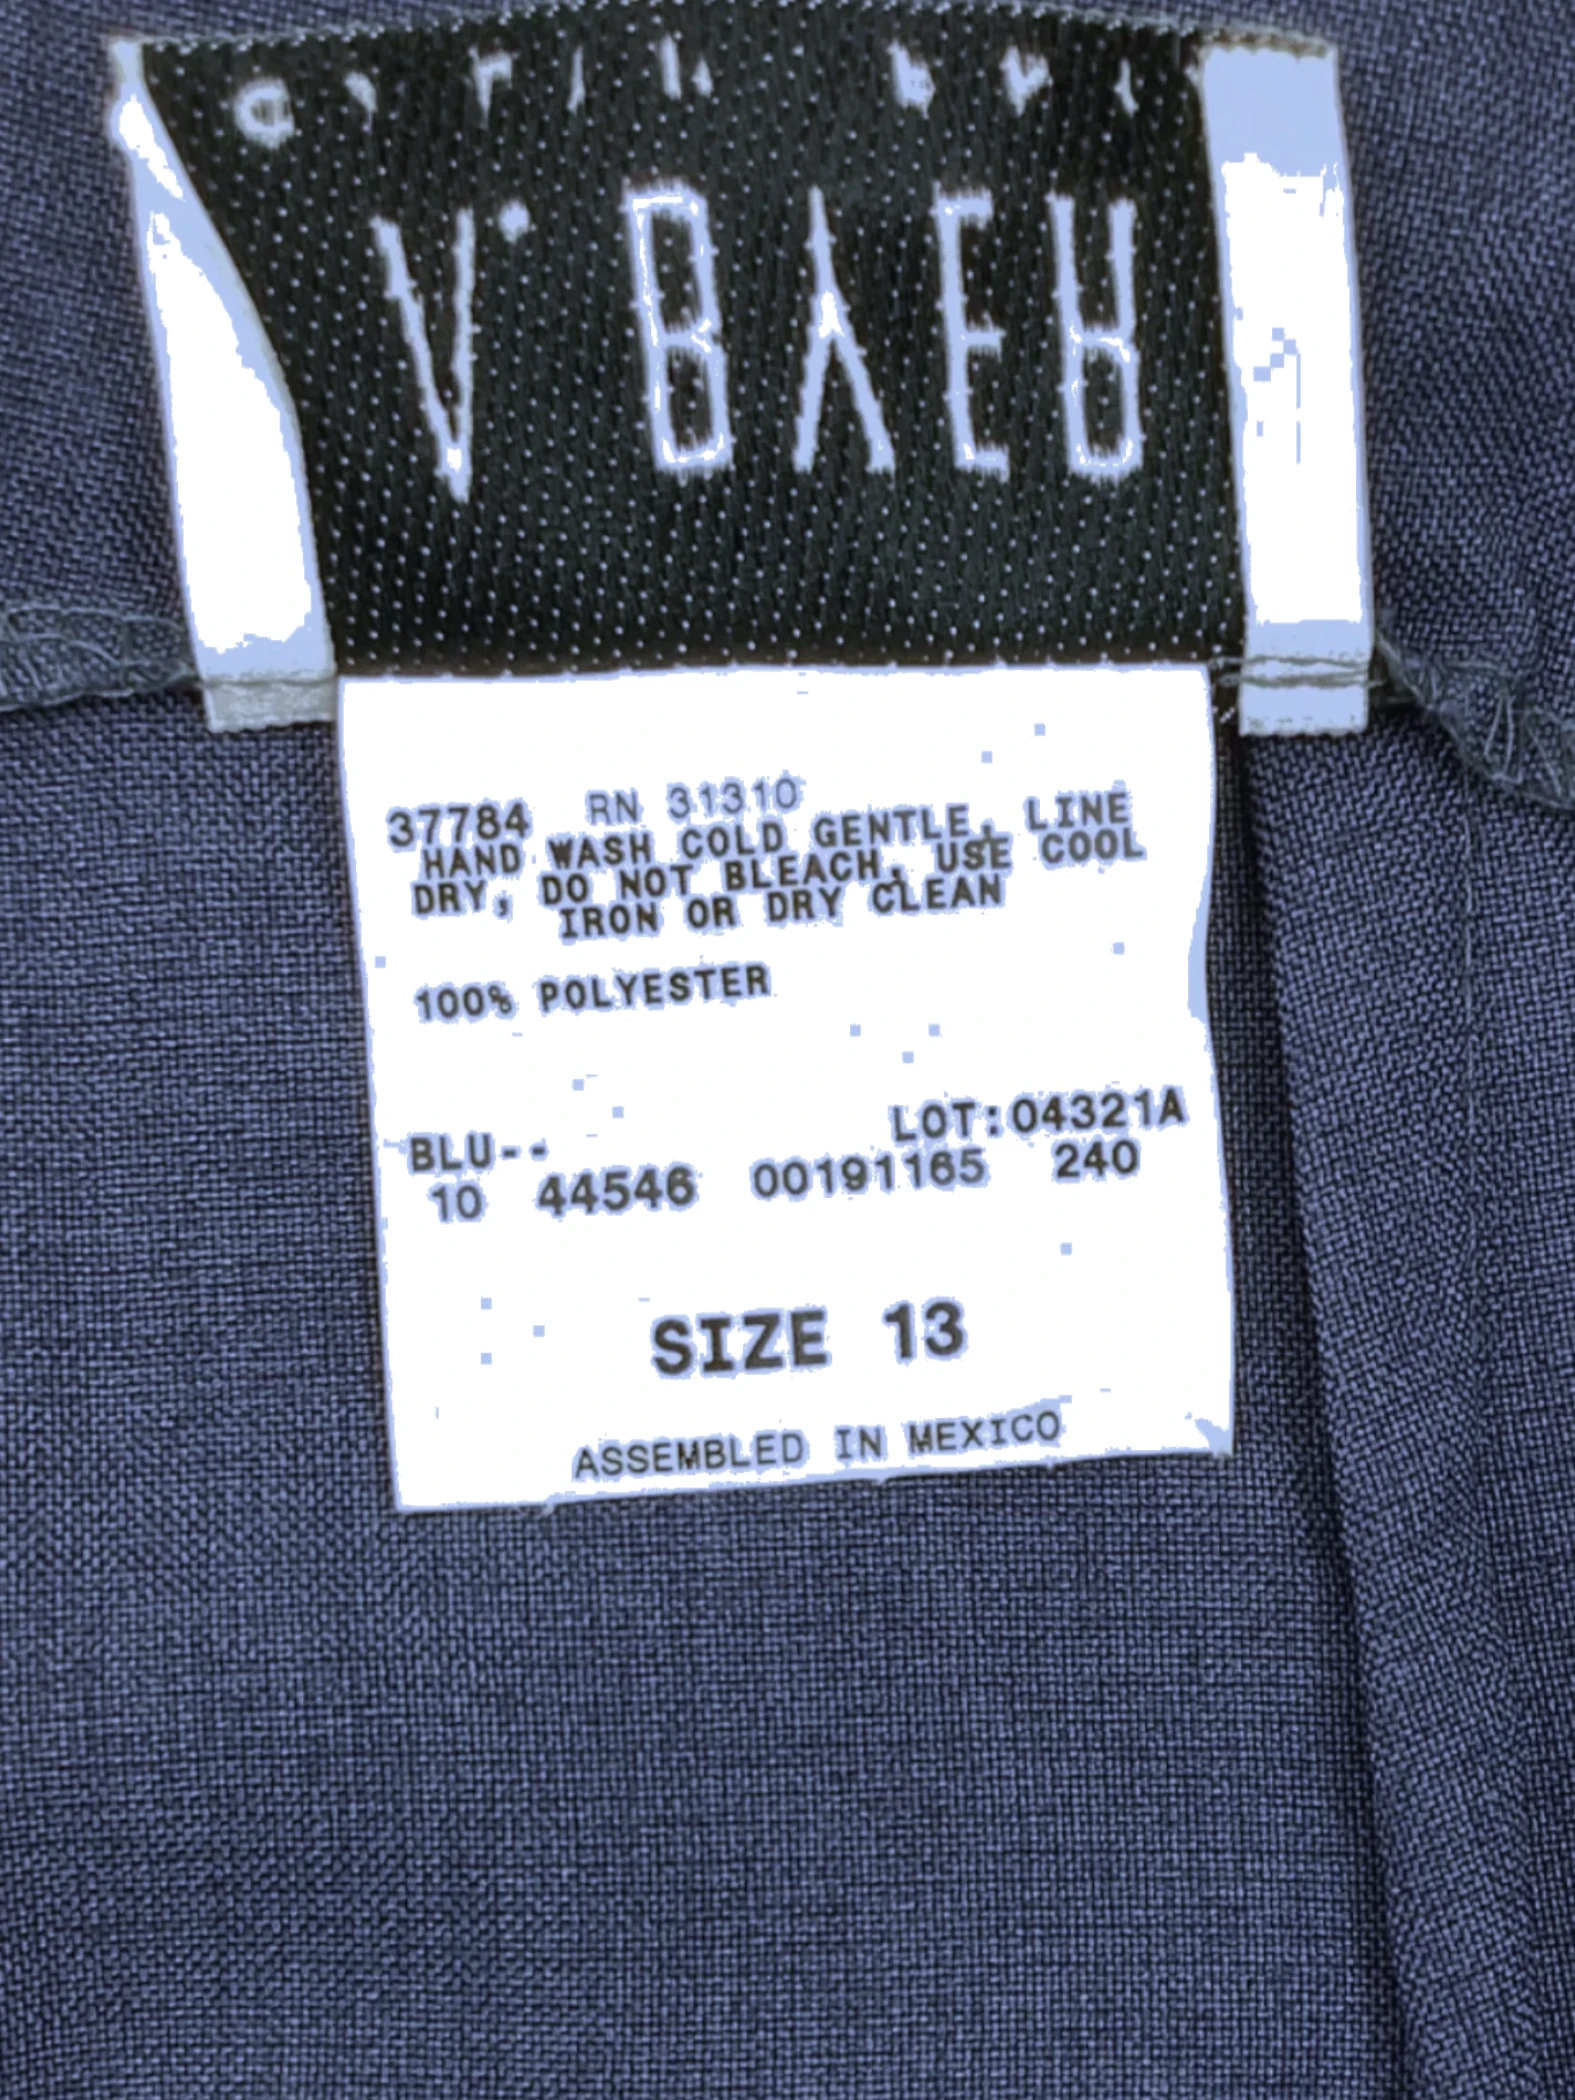 A. BYER
37784 RN 31310
HAND WASH COLD GENTLE, LINE
DRY, DO NOT BLEACH, USE COOL
IRON OR DRY CLEAN
100% POLYESTER
LOT:04321A
BLU--
10 44546 00191165 240
SIZE 13
ASSEMBLED IN MEXICO